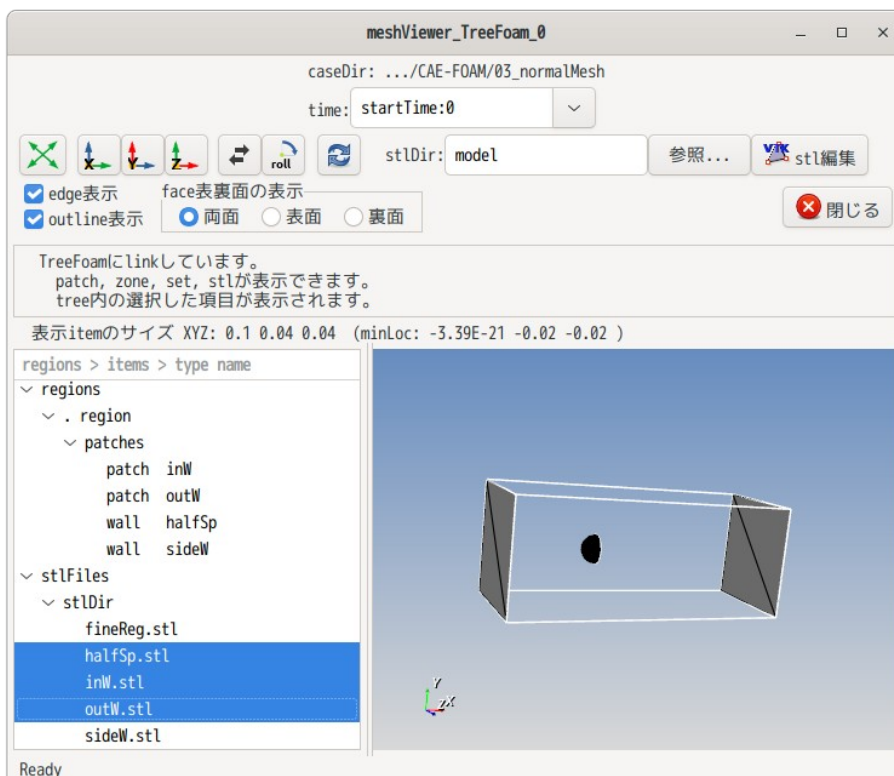 meshViewer_TreeFoam_0
caseDir: .../CAE-FOAM/03_normalMesh
time: startTime:0
X Y Z roll stlDir: model 参照... VTK stl編集
edge表示 face表裏面の表示
outline表示 両面 表面 裏面 閉じる
TreeFoamにlinkしています。
patch, zone, set, stlが表示できます。
tree内の選択した項目が表示されます。
表示itemのサイズ XYZ: 0.1 0.04 0.04 (minLoc: -3.39E-21 -0.02 -0.02 )
regions > items > type name
regions
. region
patches
patch inW
patch outW
wall halfSp
wall sideW
stlFiles
stlDir
fineReg.stl
halfSp.stl
inW.stl
outW.stl
sideW.stl
Y
Z X
Ready